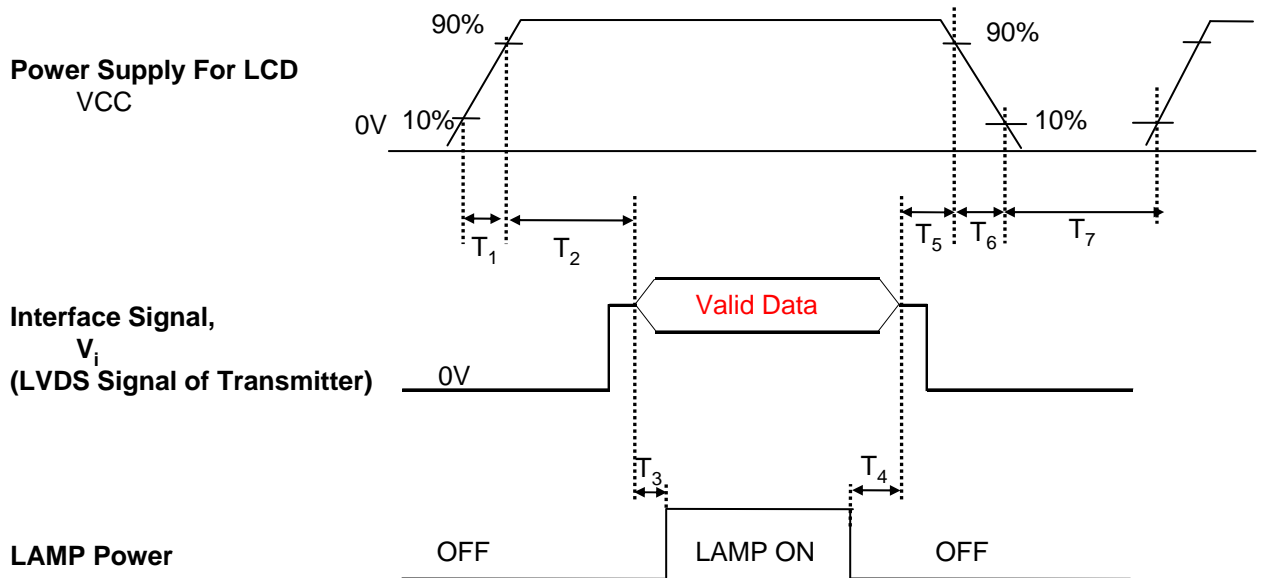 90%
90%
Power Supply For LCD
VCC
0V 10%
10%
T1
T2
T5
T6
T7
Valid Data
Interface Signal,
Vi
(LVDS Signal of Transmitter)
0V
T3
T4
LAMP Power
OFF
LAMP ON
OFF